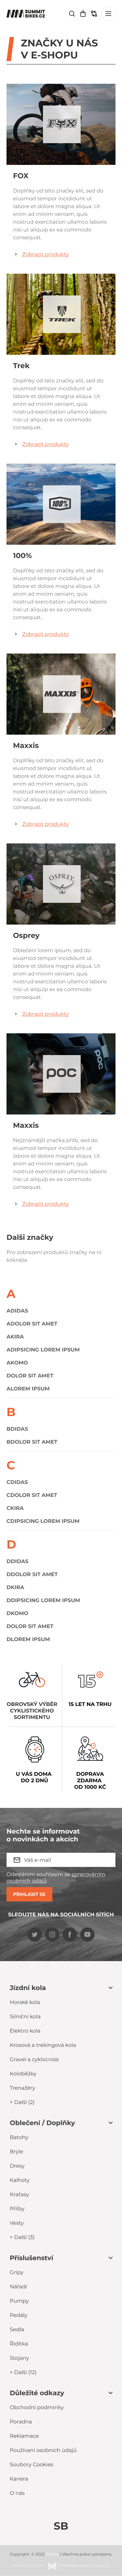 SUMMIT
BIKES.CZ
ZNAČKY U NÁS
V E-SHOPU
FOX
FOX
Doplňky od této značky elit, sed do
eiusmod tempor incididunt ut
labore et dolore magna aliqua. Ut
enim ad minim veniam, quis
nostrud exercitation ullamco laboris
nisi ut aliquip ex ea commodo
consequat.
Zobrazit produkty
TREK
Trek
Doplňky od této značky elit, sed do
eiusmod tempor incididunt ut
labore et dolore magna aliqua. Ut
enim ad minim veniam, quis
nostrud exercitation ullamco laboris
nisi ut aliquip ex ea commodo
consequat.
Zobrazit produkty
100%
100%
Doplňky od této značky elit, sed do
eiusmod tempor incididunt ut
labore et dolore magna aliqua. Ut
enim ad minim veniam, quis
nostrud exercitation ullamco laboris
nisi ut aliquip ex ea commodo
consequat.
Zobrazit produkty
MAXXIS
Maxxis
Doplňky od této značky elit, sed do
eiusmod tempor incididunt ut
labore et dolore magna aliqua. Ut
enim ad minim veniam, quis
nostrud exercitation ullamco laboris
nisi ut aliquip ex ea commodo
consequat.
Zobrazit produkty
OSPREY
Osprey
Oblečení lorem ipsum, sed do
eiusmod tempor incididunt ut
labore et dolore magna aliqua. Ut
enim ad minim veniam, quis
nostrud exercitation ullamco laboris
nisi ut aliquip ex ea commodo
consequat.
Zobrazit produkty
POC
Maxxis
Nejznámější značka přilb, sed do
eiusmod tempor incididunt ut
labore et dolore magna aliqua. Ut
enim ad minim veniam, quis
nostrud exercitation ullamco laboris
nisi ut aliquip ex ea commodo
consequat.
Zobrazit produkty
Další značky
Pro zobrazení produktů značky na ni
klikněte
A
ADIDAS
ADOLOR SIT AMET
AKIRA
ADIPSICING LOREM IPSUM
AKOMO
DOLOR SIT AMET
ALOREM IPSUM
B
BDIDAS
BDOLOR SIT AMET
C
CDIDAS
CDOLOR SIT AMET
CKIRA
CDIPSICING LOREM IPSUM
D
DDIDAS
DDOLOR SIT AMET
DKIRA
DDIPSICING LOREM IPSUM
DKOMO
DOLOR SIT AMET
DLOREM IPSUM
OBROVSKÝ VÝBĚR
CYKLISTICKÉHO
SORTIMENTU
15
15 LET NA TRHU
U VÁS DOMA
DO 2 DNŮ
DOPRAVA
ZDARMA
OD 1000 KČ
Nechte se informovat
o novinkách a akcích
Váš e-mail
Odesláním souhlasím se zpracováním
osobních údajů
PŘIHLÁSIT SE
SLEDUJTE NÁS NA SOCIÁLNÍCH SÍTÍCH
Jízdní kola
Horské kola
Silniční kola
Elektro kola
Krosová a trekingová kola
Gravel a cyklocross
Koloběžky
Trenažéry
+ Další (2)
Oblečení / Doplňky
Batohy
Brýle
Dresy
Kalhoty
Kraťasy
Přilby
Vesty
+ Další (3)
Příslušenství
Gripy
Nářadí
Pumpy
Pedály
Sedla
Řidítka
Stojany
+ Další (12)
Důležité odkazy
Obchodní podmínky
Poradna
Reklamace
Používaní osobních údajů
Soubory Cookies
Kariera
O nás
SB